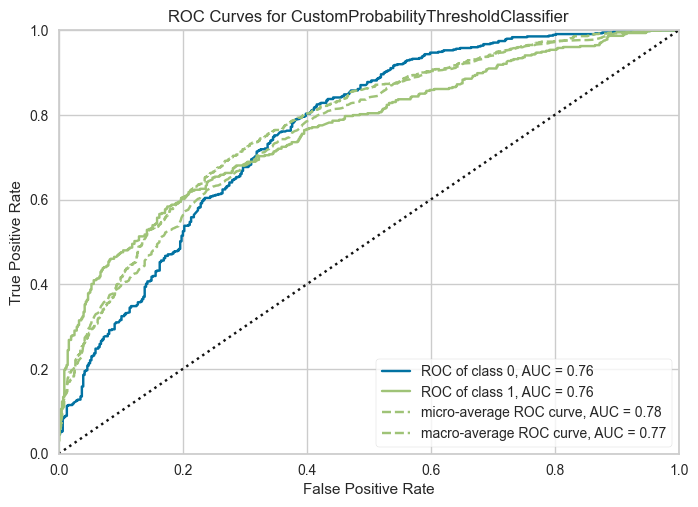 ROC Curves for CustomProbabilityThresholdClassifier
True Positive Rate
1.0
0.8
0.6
0.4
0.2
0.0
ROC of class 0, AUC = 0.76
ROC of class 1, AUC = 0.76
micro-average ROC curve, AUC = 0.78
macro-average ROC curve, AUC = 0.77
0.0 0.2 0.4 0.6 0.8 1.0
False Positive Rate